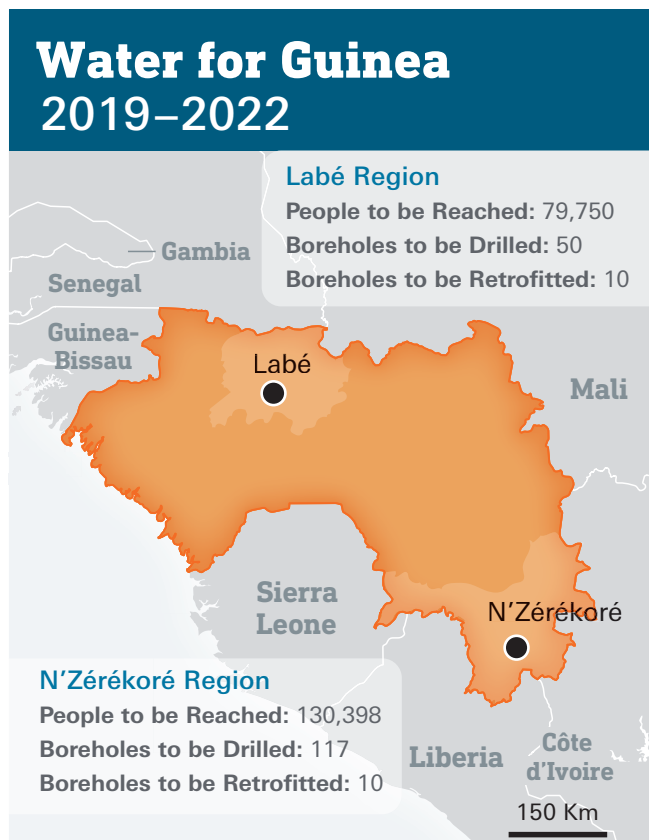 Water for Guinea
2019–2022
Labé Region
People to be Reached: 79,750
Boreholes to be Drilled: 50
Boreholes to be Retrofitted: 10
Gambia
Senegal
Guinea-
Bissau
Labé
Mali
Sierra
Leone
N’Zérékoré
N’Zérékoré Region
People to be Reached: 130,398
Boreholes to be Drilled: 117
Boreholes to be Retrofitted: 10
Liberia
Côte
d’Ivoire
150 Km